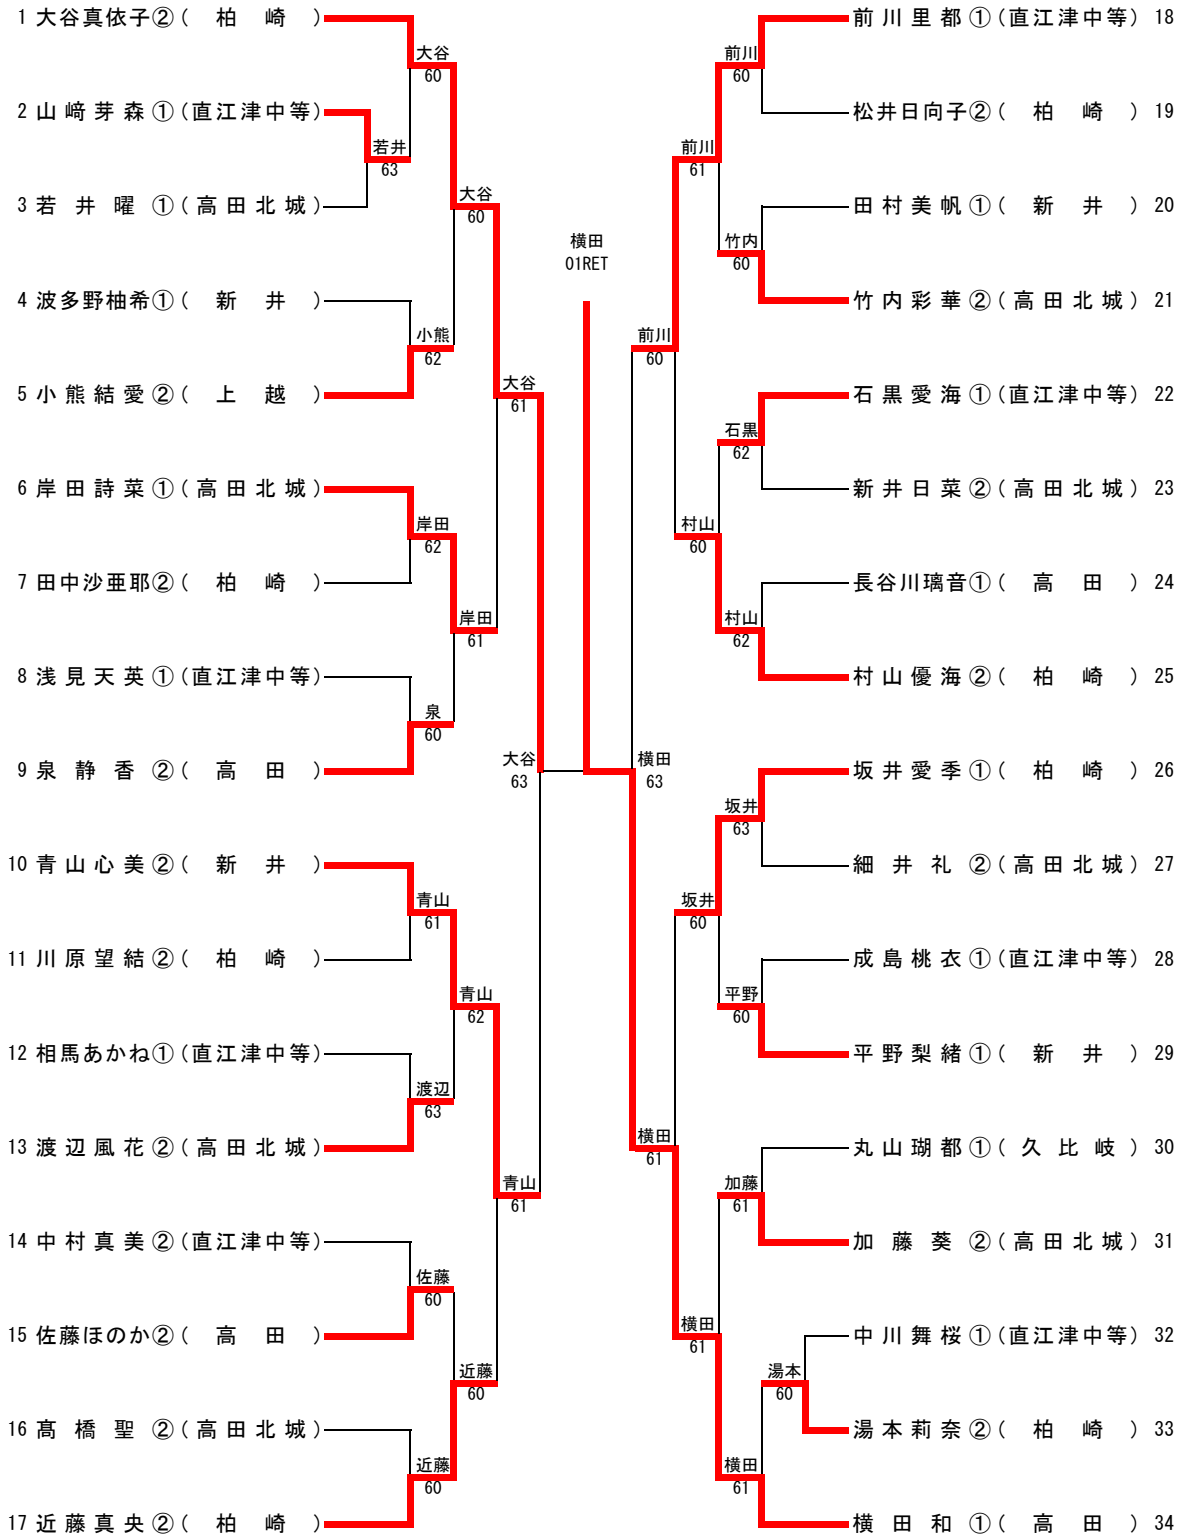 1 大谷真依子②(柏崎)
大谷
60
2 山﨑芽森①(直江津中等)
若井
63
3 若井曜①(高田北城)
大谷
60
4 波多野柚希①(新井)
小熊
62
5 小熊結愛②(上越)
大谷
61
6 岸田詩菜①(高田北城)
岸田
62
7 田中沙亜耶②(柏崎)
岸田
61
8 浅見天英①(直江津中等)
泉
60
9 泉静香②(高田)
大谷
63
10 青山心美②(新井)
青山
61
11 川原望結②(柏崎)
青山
62
12 相馬あかね①(直江津中等)
渡辺
63
13 渡辺風花②(高田北城)
青山
61
14 中村真美②(直江津中等)
佐藤
60
15 佐藤ほのか②(高田)
近藤
60
16 髙橋聖②(高田北城)
近藤
60
17 近藤真央②(柏崎)
横田
01RET
前川里都①(直江津中等) 18
前川
60
松井日向子②(柏崎) 19
前川
61
田村美帆①(新井) 20
竹内
60
竹内彩華②(高田北城) 21
前川
60
石黒愛海①(直江津中等) 22
石黒
62
新井日菜②(高田北城) 23
村山
60
長谷川璃音①(高田) 24
村山
62
村山優海②(柏崎) 25
横田
63
坂井愛季①(柏崎) 26
坂井
63
細井礼②(高田北城) 27
坂井
60
成島桃衣①(直江津中等) 28
平野
60
平野梨緒①(新井) 29
横田
61
丸山瑚都①(久比岐) 30
加藤
61
加藤葵②(高田北城) 31
横田
61
中川舞桜①(直江津中等) 32
湯本
60
湯本莉奈②(柏崎) 33
横田
61
横田和①(高田) 34